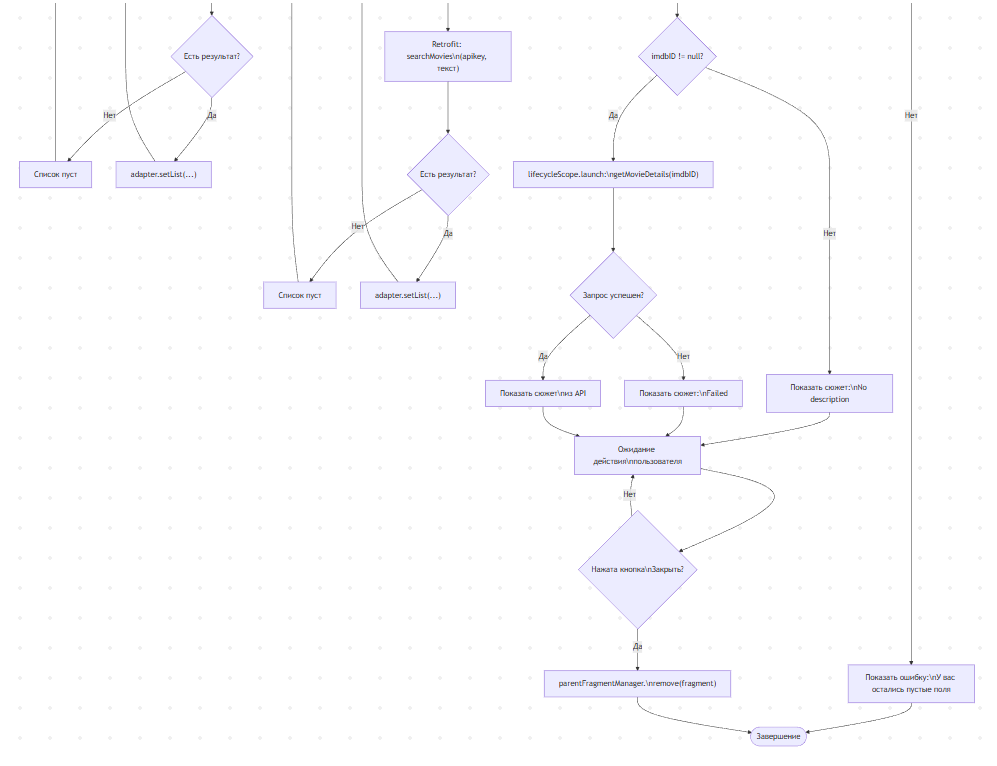 Есть результат?
Нет
Да
Список пуст
adapter.setList(...)
Retrofit:
searchMovies\n(apikey,
текст)
Есть результат?
Нет
Да
Список пуст
adapter.setList(...)
imdbID != null?
Да
Нет
lifecycleScope.launch:\ngetMovieDetails(imdbID)
Запрос успешен?
Да
Нет
Показать сюжет\nиз API
Показать сюжет:\nFailed
Показать сюжет:\nNo
description
Ожидание
действия\nпользователя
Нет
Нажата кнопка\nЗакрыть?
Да
parentFragmentManager.\nremove(fragment)
Нет
Показать ошибку:\nУ вас
остались пустые поля
Завершение